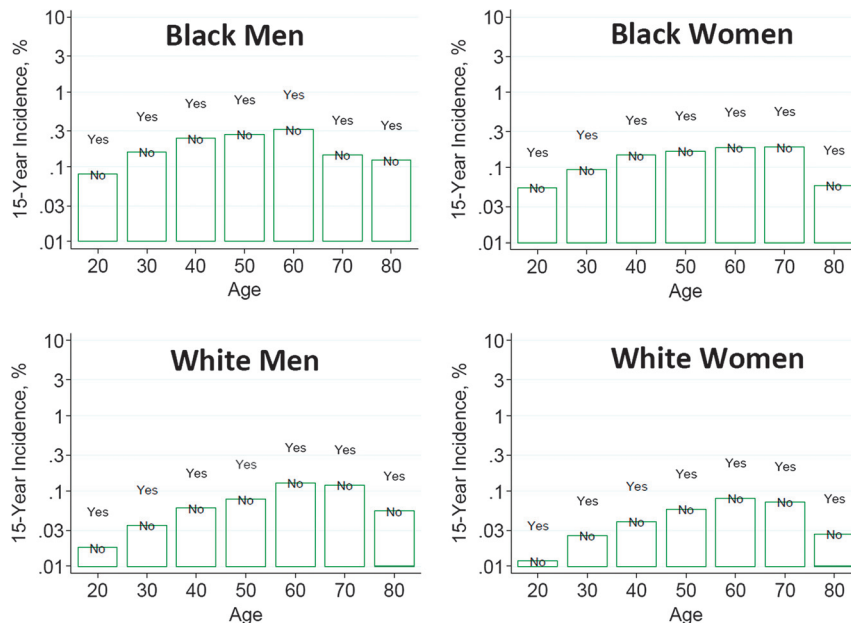 Black Men
15-Year Incidence, %
10
3
1
.3
.1
.03
.01
Yes Yes Yes Yes Yes Yes Yes
No No No No No No No
20 30 40 50 60 70 80
Age
Black Women
15-Year Incidence, %
10
3
1
.3
.1
.03
.01
Yes Yes Yes Yes Yes Yes Yes
No No No No No No No
20 30 40 50 60 70 80
Age
White Men
15-Year Incidence, %
10
3
1
.3
.1
.03
.01
Yes Yes Yes Yes Yes Yes Yes
No No No No No No No
20 30 40 50 60 70 80
Age
White Women
15-Year Incidence, %
10
3
1
.3
.1
.03
.01
Yes Yes Yes Yes Yes Yes Yes
No No No No No No No
20 30 40 50 60 70 80
Age